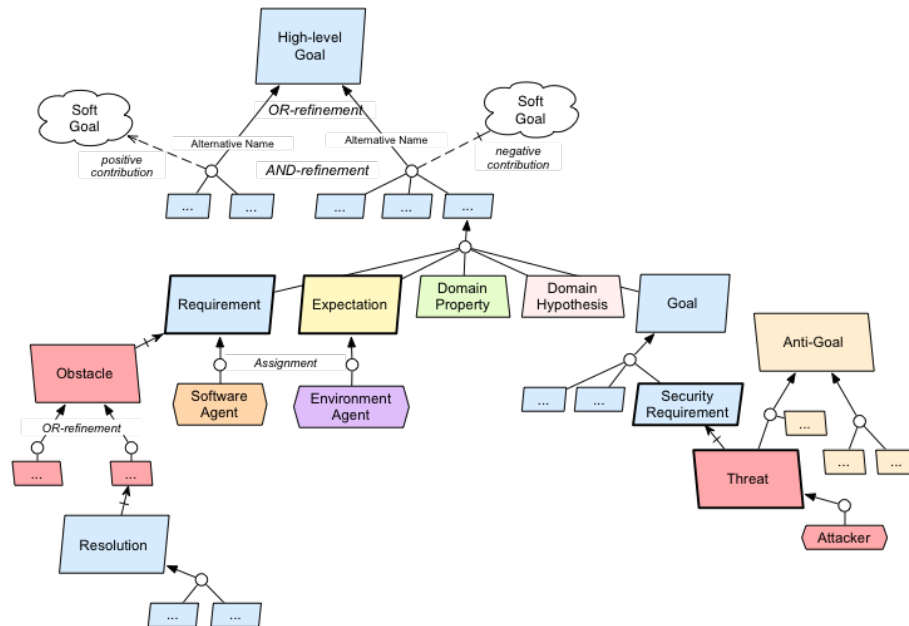 High-level
Goal
Soft
Goal
Soft
Goal
OR-refinement
Alternative Name
Alternative Name
positive
contribution
negative
contribution
AND-refinement
...
...
...
...
...
Requirement
Expectation
Domain
Property
Domain
Hypothesis
Goal
Anti-Goal
Obstacle
Assignment
Software
Agent
Environment
Agent
...
...
Security
Requirement
...
OR-refinement
...
...
...
...
Threat
Resolution
Attacker
...
...